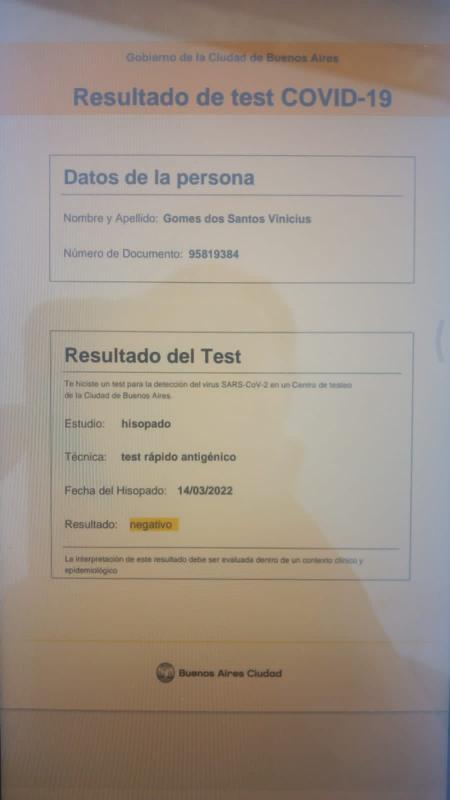 Gobierno de la Ciudad de Buenos Aires
Resultado de test COVID-19
Datos de la persona
Nombre y Apellido: Gomes dos Santos Vinicius
Número de Documento: 95819384
Resultado del Test
Te hiciste un test para la detección del virus SARS-CoV-2 en un Centro de testeo
de la Ciudad de Buenos Aires.
Estudio: hisopado
Técnica: test rápido antigénico
Fecha del Hisopado: 14/03/2022
Resultado: negativo
La interpretación de este resultado debe ser evaluada dentro de un contexto clínico y
epidemiológico
Buenos Aires Ciudad